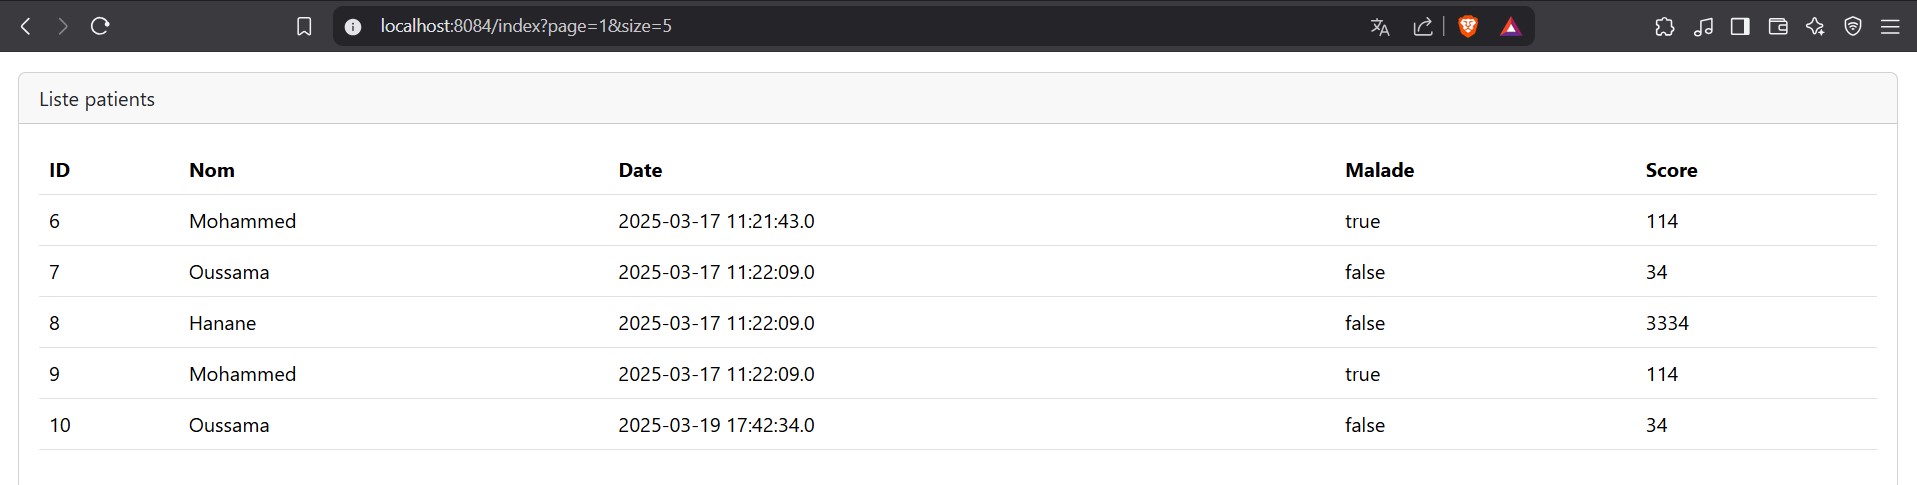 localhost:8084/index?page=1&size=5
Liste patients
ID Nom Date Malade Score
6 Mohammed 2025-03-17 11:21:43.0 true 114
7 Oussama 2025-03-17 11:22:09.0 false 34
8 Hanane 2025-03-17 11:22:09.0 false 3334
9 Mohammed 2025-03-17 11:22:09.0 true 114
10 Oussama 2025-03-19 17:42:34.0 false 34